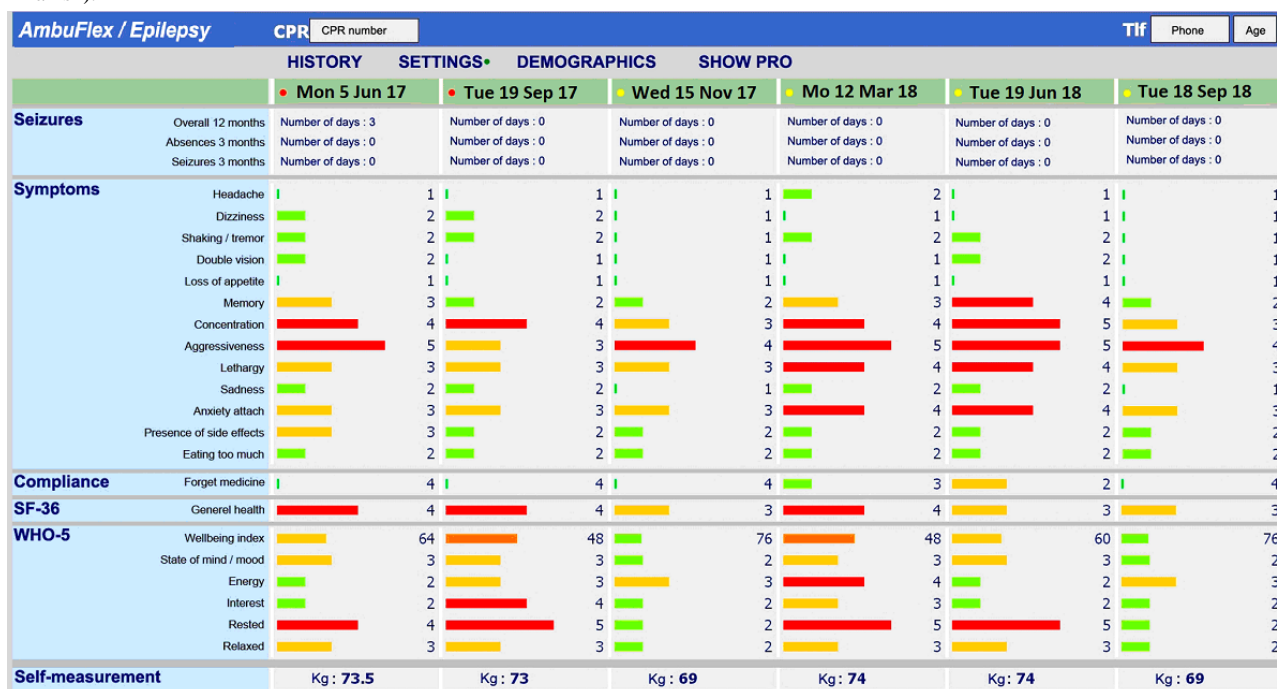 AmbuFlex / Epilepsy CPR CPR number Tlf Phone Age
HISTORY SETTINGS• DEMOGRAPHICS SHOW PRO
Mon 5 Jun 17 Tue 19 Sep 17 Wed 15 Nov 17 Mo 12 Mar 18 Tue 19 Jun 18 Tue 18 Sep 18
Seizures Overall 12 months Number of days : 3 Number of days : 0 Number of days : 0 Number of days : 0 Number of days : 0 Number of days : 0
Absences 3 months Number of days : 0 Number of days : 0 Number of days : 0 Number of days : 0 Number of days : 0 Number of days : 0
Seizures 3 months Number of days : 0 Number of days : 0 Number of days : 0 Number of days : 0 Number of days : 0 Number of days : 0
Symptoms Headache 1 1 1 2 1 1
Dizziness 2 2 1 1 1 1
Shaking / tremor 2 2 1 2 2 1
Double vision 2 1 1 1 2 1
Loss of appetite 1 1 1 1 1 1
Memory 3 2 2 3 4 2
Concentration 4 4 3 4 5 3
Aggressiveness 5 3 4 5 5 4
Lethargy 3 3 3 4 4 3
Sadness 2 2 1 2 2 1
Anxiety attach 3 3 3 4 4 3
Presence of side effects 3 2 2 2 2 2
Eating too much 2 2 2 2 2 2
Compliance Forget medicine 4 4 4 3 2 4
SF-36 Generel health 4 4 3 4 3 3
WHO-5 Wellbeing index 64 48 76 48 60 76
State of mind / mood 3 3 2 3 3 2
Energy 2 3 3 4 2 3
Interest 2 4 2 3 2 2
Rested 4 5 2 5 5 2
Relaxed 3 3 2 3 3 2
Self-measurement Kg : 73.5 Kg : 73 Kg : 69 Kg : 74 Kg : 74 Kg : 69